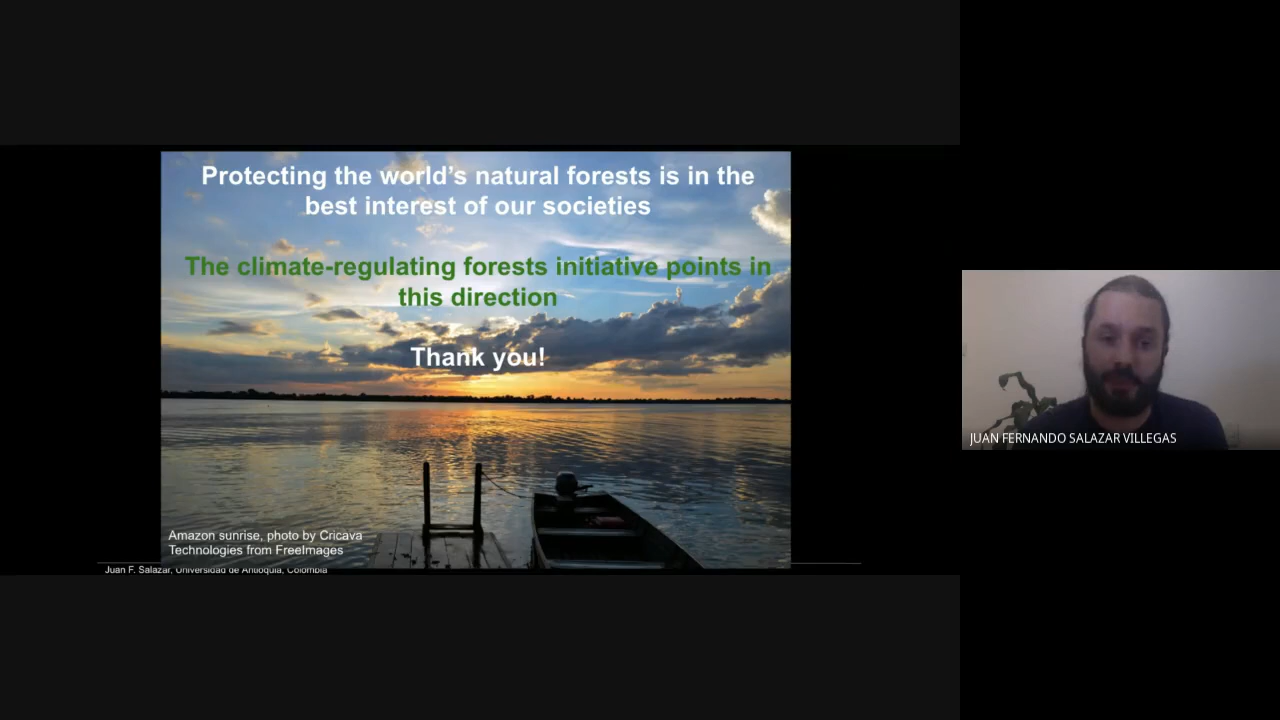 Protecting the world's natural forests is in the
best interest of our societies
The climate-regulating forests initiative points in
this direction
Thank you!
Amazon sunrise, photo by Cricava
Technologies from FreeImages
Juan F. Salazar, Universidad de Antioquia, Colombia
JUAN FERNANDO SALAZAR VILLEGAS